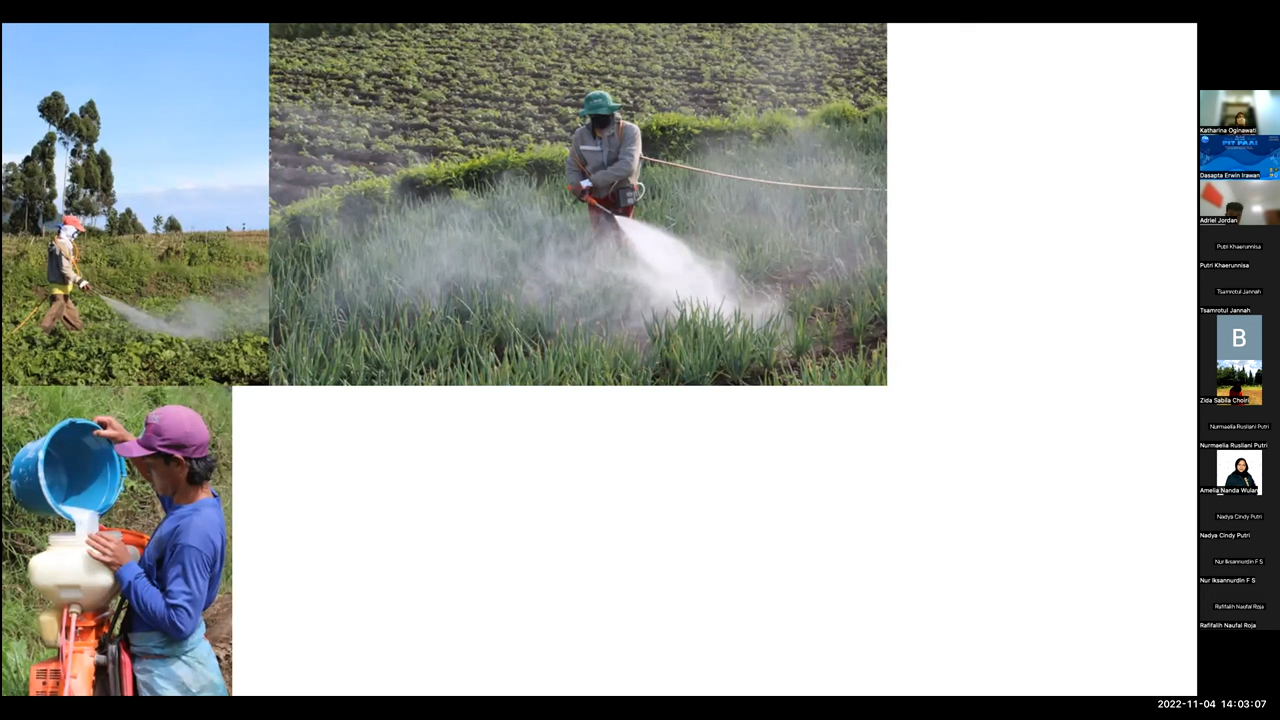 Katharina Oginawati
PIT PAAI
Dasapta Erwin Irawan
Adriel Jordan
Putri Khaerunnisa
Putri Khaerunnisa
Tsamrotul Jannah
Tsamrotul Jannah
B
Zida Sabila Choiri
Nurmaelia Rusliani Putri
Nurmaelia Rusliani Putri
Amelia Nanda Wulan
Nadya Cindy Putri
Nadya Cindy Putri
Nur Iksannurdin F S
Nur Iksannurdin F S
Rafifalih Naufal Roja
Rafifalih Naufal Roja
2022-11-04 14:03:07